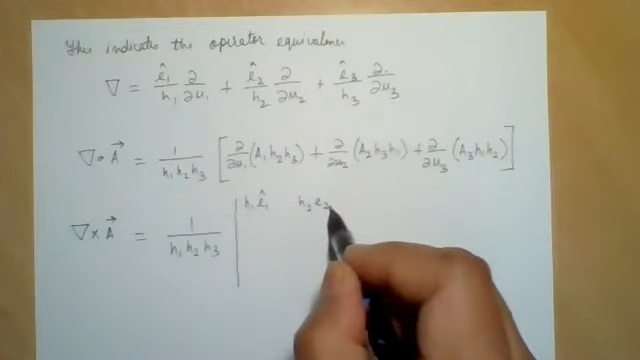 This indicates the operator equivalence
∇ = ê₁/h₁ ∂/∂u₁ + ê₂/h₂ ∂/∂u₂ + ê₃/h₃ ∂/∂u₃
∇∘A⃗ = 1/(h₁h₂h₃) [∂/∂u₁ (A₁h₂h₃) + ∂/∂u₂ (A₂h₃h₁) + ∂/∂u₃ (A₃h₁h₂)]
∇×A⃗ = 1/(h₁h₂h₃) | h₁ê₁ h₂e₂